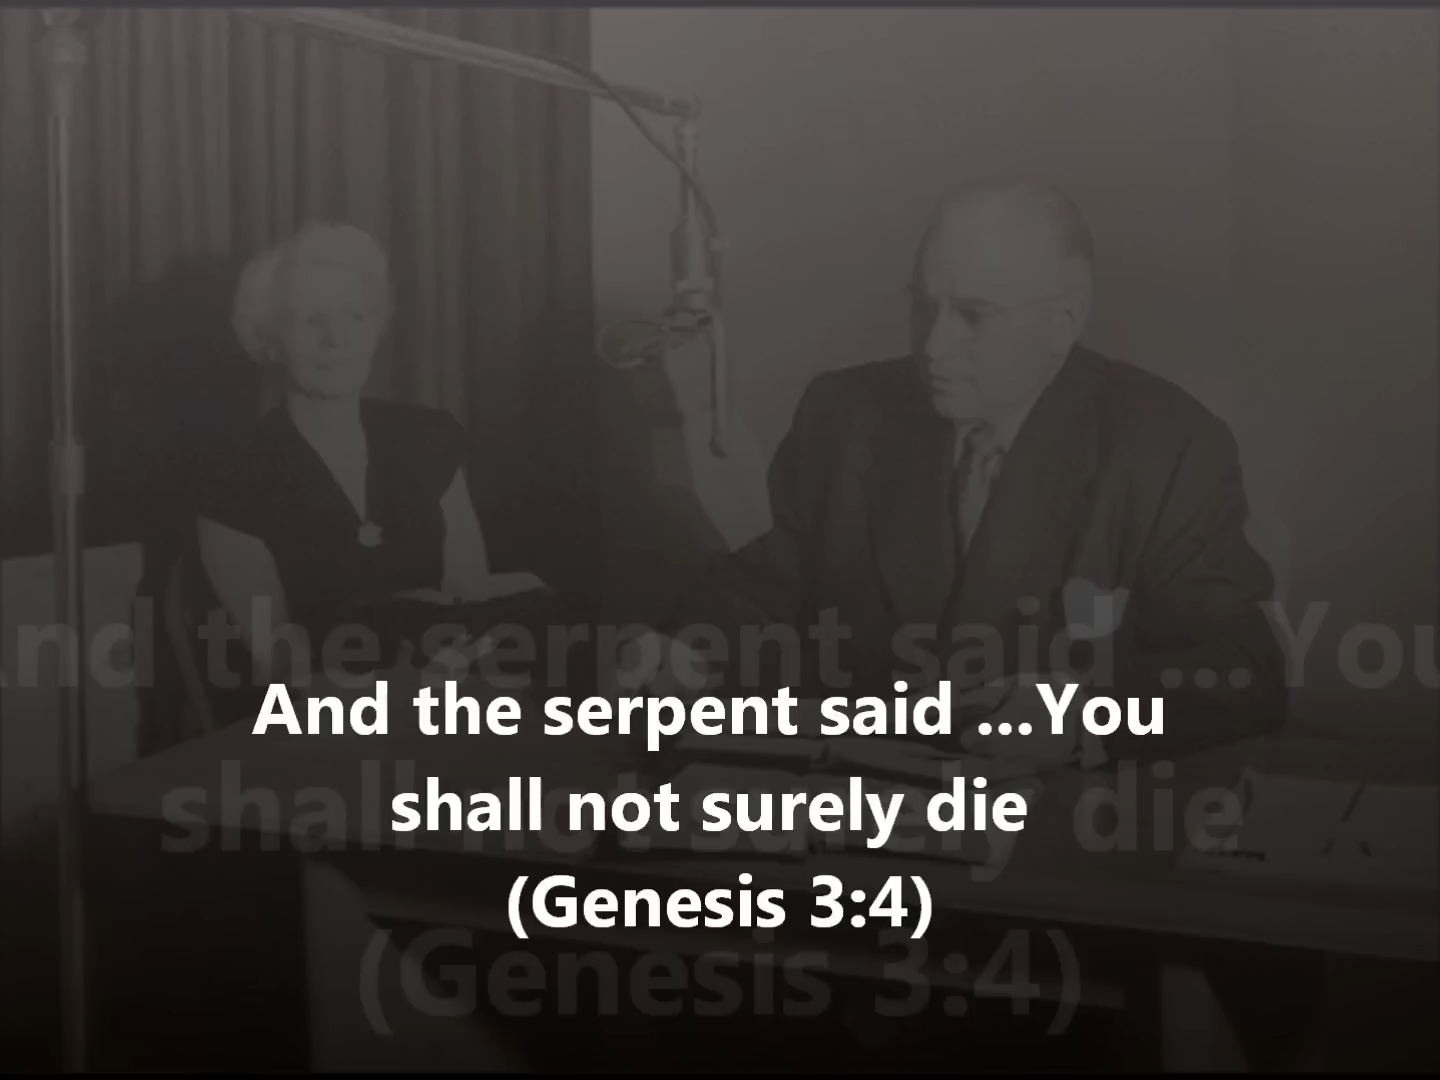 And the serpent said ...You
shall not surely die
(Genesis 3:4)